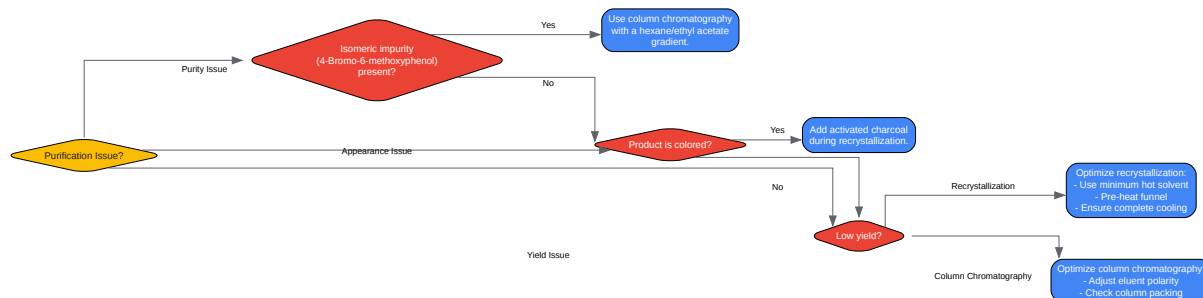 Use column chromatography
with a hexane/ethyl acetate
gradient.
Yes
Isomeric impurity
(4-Bromo-6-methoxyphenol)
present?
Purity Issue
No
Add activated charcoal
during recrystallization.
Yes
Product is colored?
Appearance Issue
Purification Issue?
Optimize recrystallization:
- Use minimum hot solvent
- Pre-heat funnel
- Ensure complete cooling
Recrystallization
No
Low yield?
Yield Issue
Column Chromatography
Optimize column chromatography
- Adjust eluent polarity
- Check column packing